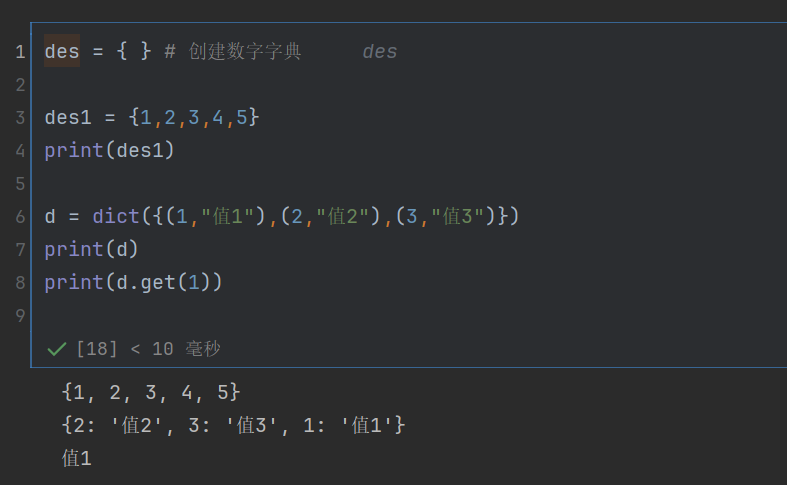 1 des = { } # 创建数字字典 des
2
3 des1 = {1,2,3,4,5}
4 print(des1)
5
6 d = dict({(1,"值1"),(2,"值2"),(3,"值3")})
7 print(d)
8 print(d.get(1))
9
[18] < 10 毫秒
{1, 2, 3, 4, 5}
{2: '值2', 3: '值3', 1: '值1'}
值1